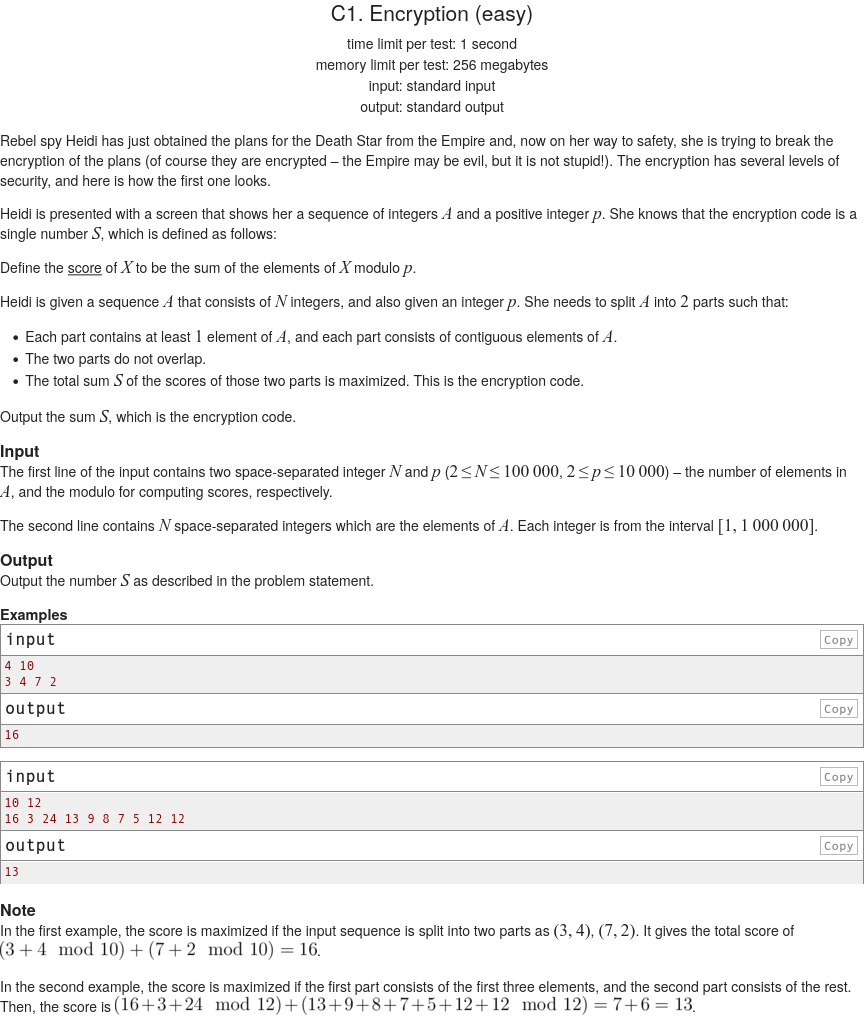 C1. Encryption (easy)
time limit per test: 1 second
memory limit per test: 256 megabytes
input: standard input
output: standard output
Rebel spy Heidi has just obtained the plans for the Death Star from the Empire and, now on her way to safety, she is trying to break the
encryption of the plans (of course they are encrypted – the Empire may be evil, but it is not stupid!). The encryption has several levels of
security, and here is how the first one looks.
Heidi is presented with a screen that shows her a sequence of integers A and a positive integer p. She knows that the encryption code is a
single number S, which is defined as follows:
Define the score of X to be the sum of the elements of X modulo p.
Heidi is given a sequence A that consists of N integers, and also given an integer p. She needs to split A into 2 parts such that:
• Each part contains at least 1 element of A, and each part consists of contiguous elements of A.
• The two parts do not overlap.
• The total sum S of the scores of those two parts is maximized. This is the encryption code.
Output the sum S, which is the encryption code.
Input
The first line of the input contains two space-separated integer N and p (2 ≤ N ≤ 100 000, 2 ≤ p ≤ 10 000) – the number of elements in
A, and the modulo for computing scores, respectively.
The second line contains N space-separated integers which are the elements of A. Each integer is from the interval [1, 1 000 000].
Output
Output the number S as described in the problem statement.
Examples
input Copy
4 10
3 4 7 2
output Copy
16
input Copy
10 12
16 3 24 13 9 8 7 5 12 12
output Copy
13
Note
In the first example, the score is maximized if the input sequence is split into two parts as (3, 4), (7, 2). It gives the total score of
(3 + 4 mod 10) + (7 + 2 mod 10) = 16.
In the second example, the score is maximized if the first part consists of the first three elements, and the second part consists of the rest.
Then, the score is (16 + 3 + 24 mod 12) + (13 + 9 + 8 + 7 + 5 + 12 + 12 mod 12) = 7 + 6 = 13.